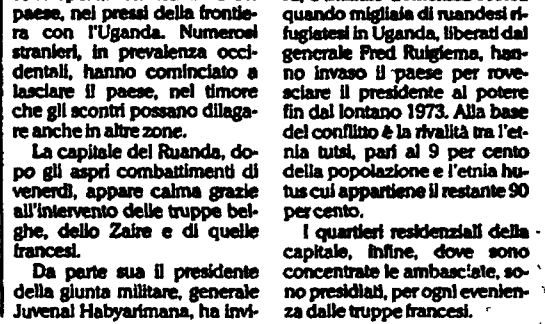 paese, nei pressi della frontie-
ra con l'Uganda. Numerosi
stranieri, in prevalenza occi-
dentali, hanno cominciato a
lasciare il paese, nel timore
che gli scontri possano dilaga-
re anche in altre zone.
La capitale del Ruanda, do-
po gli aspri combattimenti di
venerdì, appare calma grazie
all'intervento delle truppe bel-
ghe, dello Zaire e di quelle
francesi.
Da parte sua il presidente
della giunta militare, generale
Juvenal Habyarimana, ha invi-
quando migliaia di ruandesi ri-
fugiatesi in Uganda, liberati dal
generale Fred Ruigiema, han-
no invaso il paese per rove-
sciare il presidente al potere
fin dal lontano 1973. Alla base
del conflitto è la rivalità tra l'et-
nia tutsi, pari al 9 per cento
della popolazione e l'etnia hu-
tus cui appartiene il restante 90
per cento.
I quartieri residenziali della
capitale, infine, dove sono
concentrate le ambasciate, so-
no presidiati, per ogni evenien-
za dalle truppe francesi.